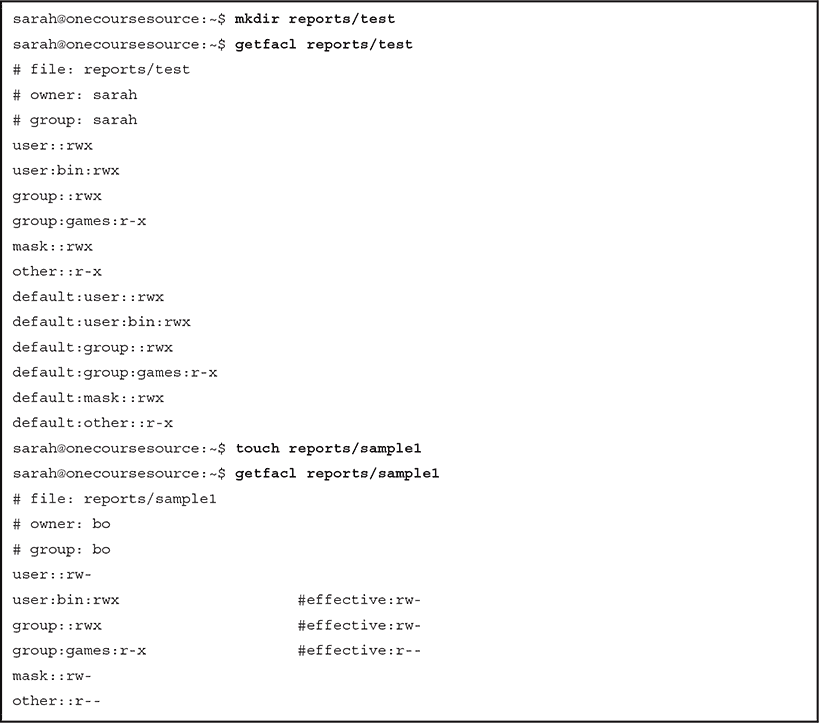 sarah@onecoursesource:~$ mkdir reports/test
sarah@onecoursesource:~$ getfacl reports/test
# file: reports/test
# owner: sarah
# group: sarah
user::rwx
user:bin:rwx
group::rwx
group:games:r-x
mask::rwx
other::r-x
default:user::rwx
default:user:bin:rwx
default:group::rwx
default:group:games:r-x
default:mask::rwx
default:other::r-x
sarah@onecoursesource:~$ touch reports/sample1
sarah@onecoursesource:~$ getfacl reports/sample1
# file: reports/sample1
# owner: bo
# group: bo
user::rw-
user:bin:rwx #effective:rw-
group::rwx #effective:rw-
group:games:r-x #effective:r--
mask::rw-
other::r--